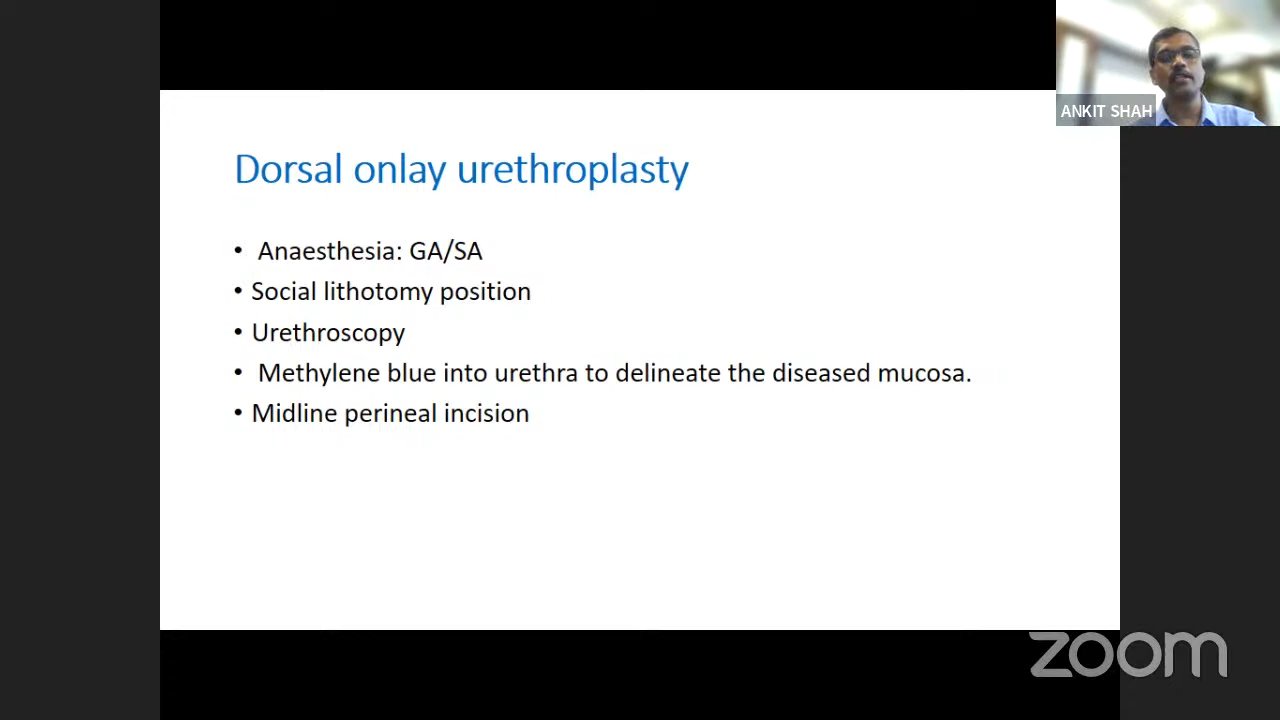 ANKIT SHAH
Dorsal onlay urethroplasty
• Anaesthesia: GA/SA
• Social lithotomy position
• Urethroscopy
• Methylene blue into urethra to delineate the diseased mucosa.
• Midline perineal incision
zoom